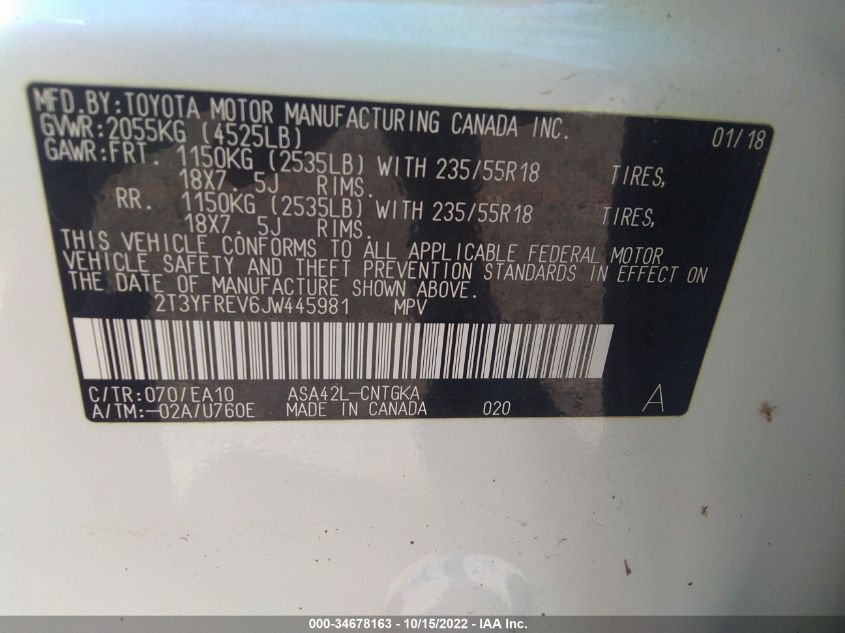 MFD.BY:TOYOTA MOTOR MANUFACTURING CANADA INC. 01/18
GVWR:2055KG (4525LB)
GAWR:FRT. 1150KG (2535LB) WITH 235/55R18 TIRES,
18X7 5J RIMS.
RR. 1150KG (2535LB) WITH 235/55R18 TIRES,
18X7 5J RIMS.
THIS VEHICLE CONFORMS TO ALL APPLICABLE FEDERAL MOTOR
VEHICLE SAFETY AND THEFT PREVENTION STANDARDS IN EFFECT ON
THE DATE OF MANUFACTURE SHOWN ABOVE.
2T3YFREV6JW445981 MPV
C/TR:070/EA10 ASA42L-CNTGKA
A/TM:-02A/U760E MADE IN CANADA 020 A
000-34678163 - 10/15/2022 - IAA Inc.